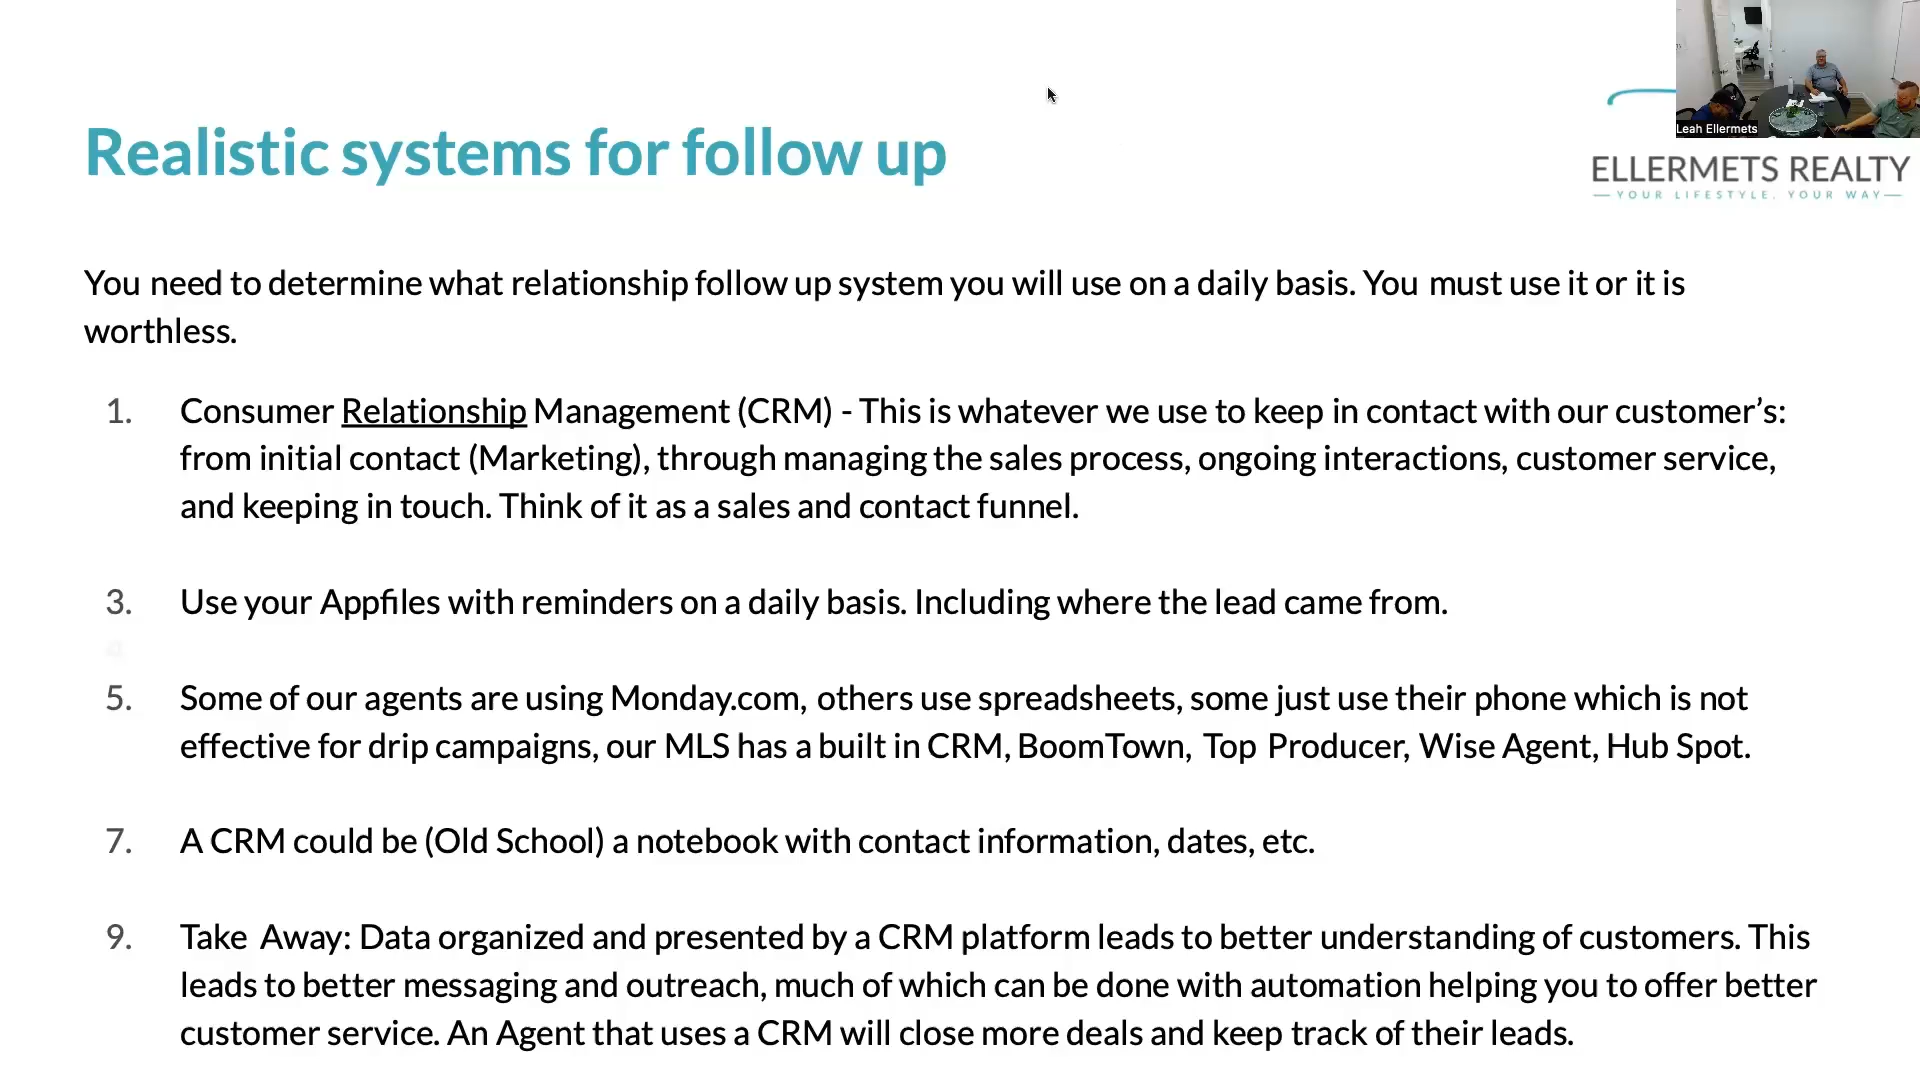 Leah Ellermets
ELLERMETS REALTY
YOUR LIFESTYLE, YOUR WAY
Realistic systems for follow up
You need to determine what relationship follow up system you will use on a daily basis. You must use it or it is
worthless.
1. Consumer Relationship Management (CRM) - This is whatever we use to keep in contact with our customer’s:
from initial contact (Marketing), through managing the sales process, ongoing interactions, customer service,
and keeping in touch. Think of it as a sales and contact funnel.
3. Use your Appfiles with reminders on a daily basis. Including where the lead came from.
4
5. Some of our agents are using Monday.com, others use spreadsheets, some just use their phone which is not
effective for drip campaigns, our MLS has a built in CRM, BoomTown, Top Producer, Wise Agent, Hub Spot.
7. A CRM could be (Old School) a notebook with contact information, dates, etc.
9. Take Away: Data organized and presented by a CRM platform leads to better understanding of customers. This
leads to better messaging and outreach, much of which can be done with automation helping you to offer better
customer service. An Agent that uses a CRM will close more deals and keep track of their leads.